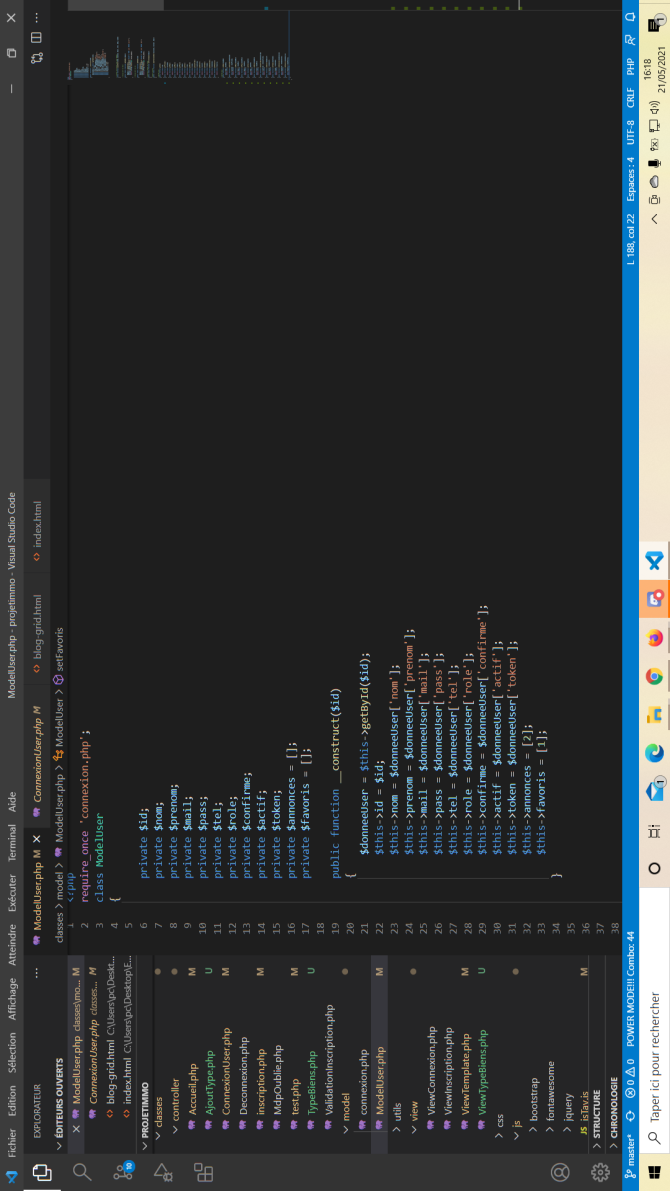 Fichier Edition Sélection Affichage Atteindre Exécuter Terminal Aide
ModelUser.php - projetimmo - Visual Studio Code
EXPLORATEUR ...
ÉDITEURS OUVERTS
ModelUser.php classes\mo... M
ConnexionUser.php classes... M
blog-grid.html C:\Users\pc\Deskt...
index.html C:\Users\pc\Desktop\E...
PROJETIMMO
classes
controller
Accueil.php M
AjoutType.php U
ConnexionUser.php M
Deconnexion.php
inscription.php M
MdpOublie.php
test.php M
TypeBiens.php U
ValidationInscription.php
model
connexion.php
ModelUser.php M
utils
view
ViewConnexion.php
ViewInscription.php
ViewTemplate.php M
ViewTypeBiens.php U
css
js
bootstrap
fontawesome
jquery
JS isTav.js M
STRUCTURE
CHRONOLOGIE
10
ModelUser.php M ×
ConnexionUser.php M
blog-grid.html
index.html
classes > model > ModelUser.php > ModelUser > setFavoris
1 <?php
2 require_once 'connexion.php';
3 class ModelUser
4 {
5
6 private $id;
7 private $nom;
8 private $prenom;
9 private $mail;
10 private $pass;
11 private $tel;
12 private $role;
13 private $confirme;
14 private $actif;
15 private $token;
16 private $annonces = [];
17 private $favoris = [];
18
19 public function __construct($id)
20 {
21 $donneeUser = $this->getById($id);
22 $this->id = $id;
23 $this->nom = $donneeUser['nom'];
24 $this->prenom = $donneeUser['prenom'];
25 $this->mail = $donneeUser['mail'];
26 $this->pass = $donneeUser['pass'];
27 $this->tel = $donneeUser['tel'];
28 $this->role = $donneeUser['role'];
29 $this->confirme = $donneeUser['confirme'];
30 $this->actif = $donneeUser['actif'];
31 $this->token = $donneeUser['token'];
32 $this->annonces = [2];
33 $this->favoris = [1];
34 }
35
36
37
38
master* 0 0 POWER MODE!!! Combo: 44
L 188, col 22 Espaces : 4 UTF-8 CRLF PHP
Taper ici pour rechercher
1
16:18
21/05/2021
1